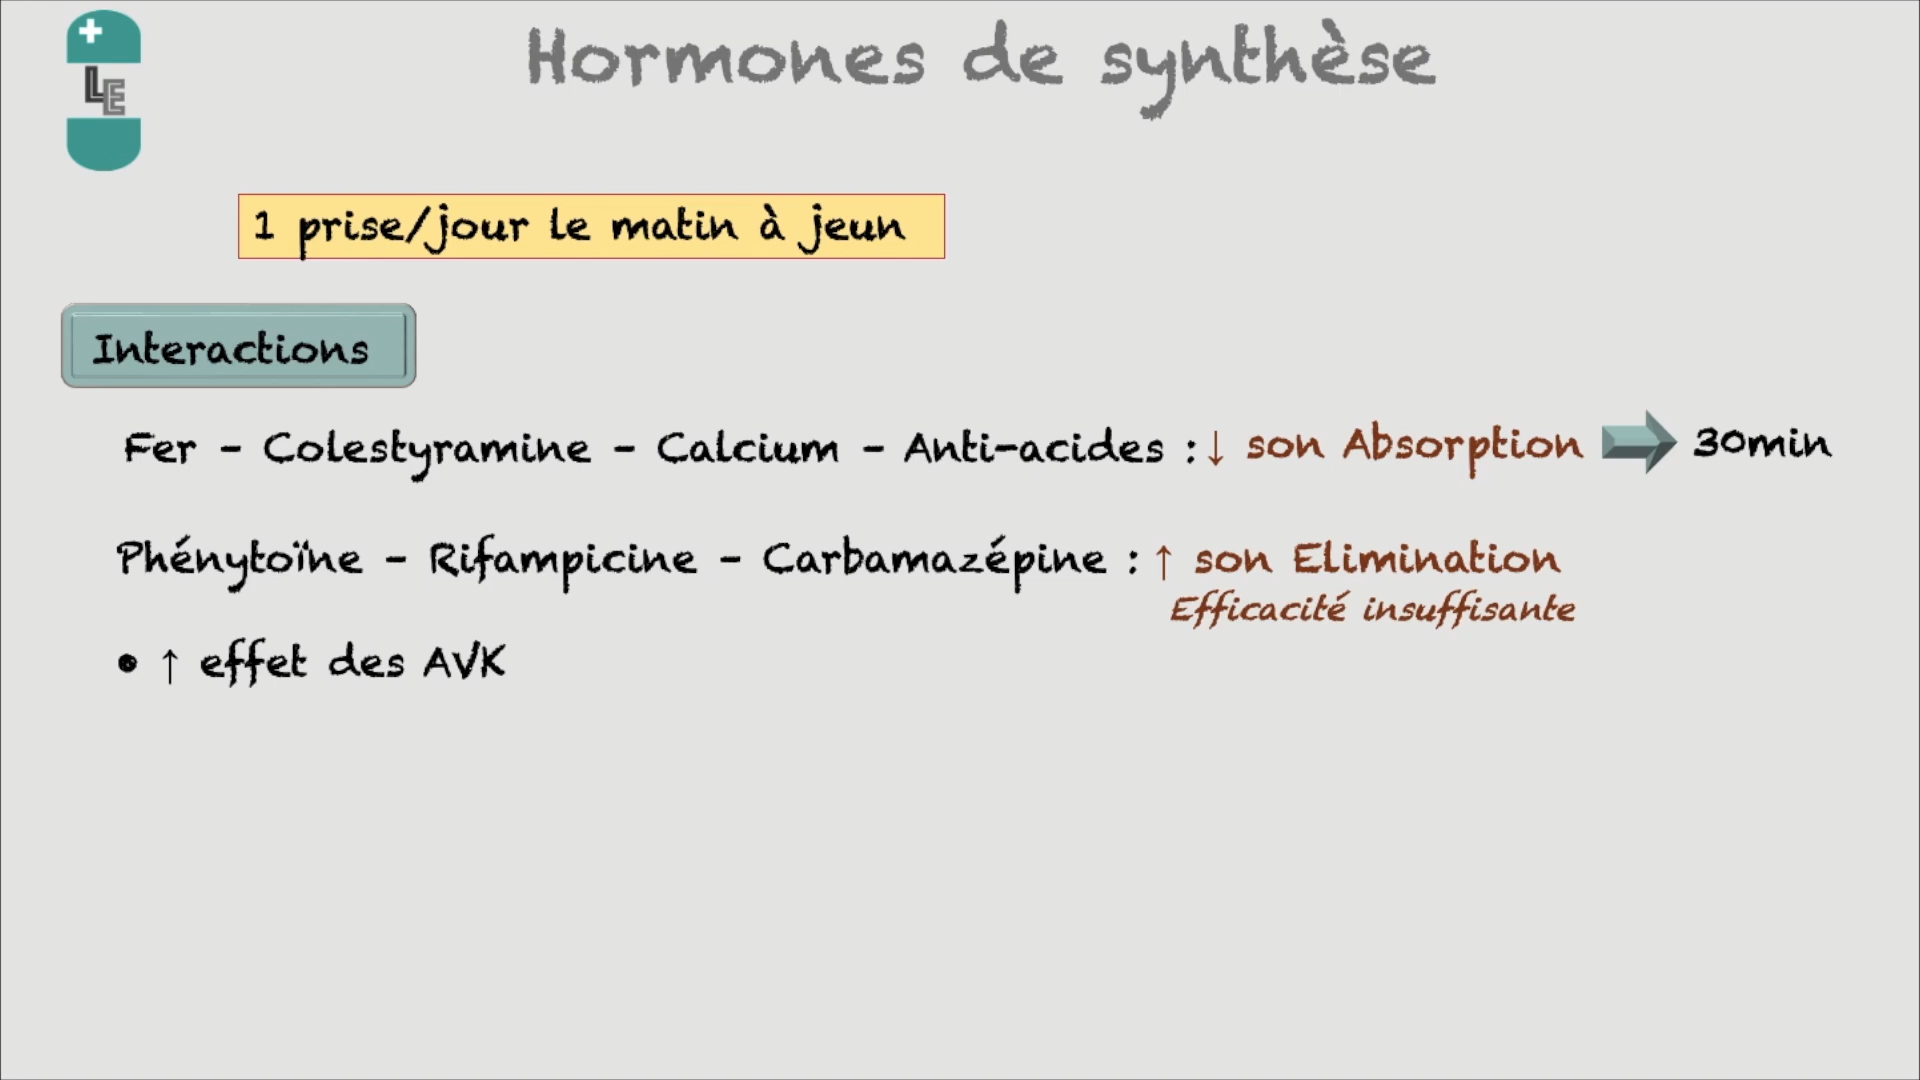 LE
Hormones de synthèse
1 prise/jour le matin à jeun
Interactions
Fer - Colestyramine - Calcium - Anti-acides : ↓ son Absorption 30min
Phénytoïne - Rifampicine - Carbamazépine : ↑ son Elimination
Efficacité insuffisante
• ↑ effet des AVK